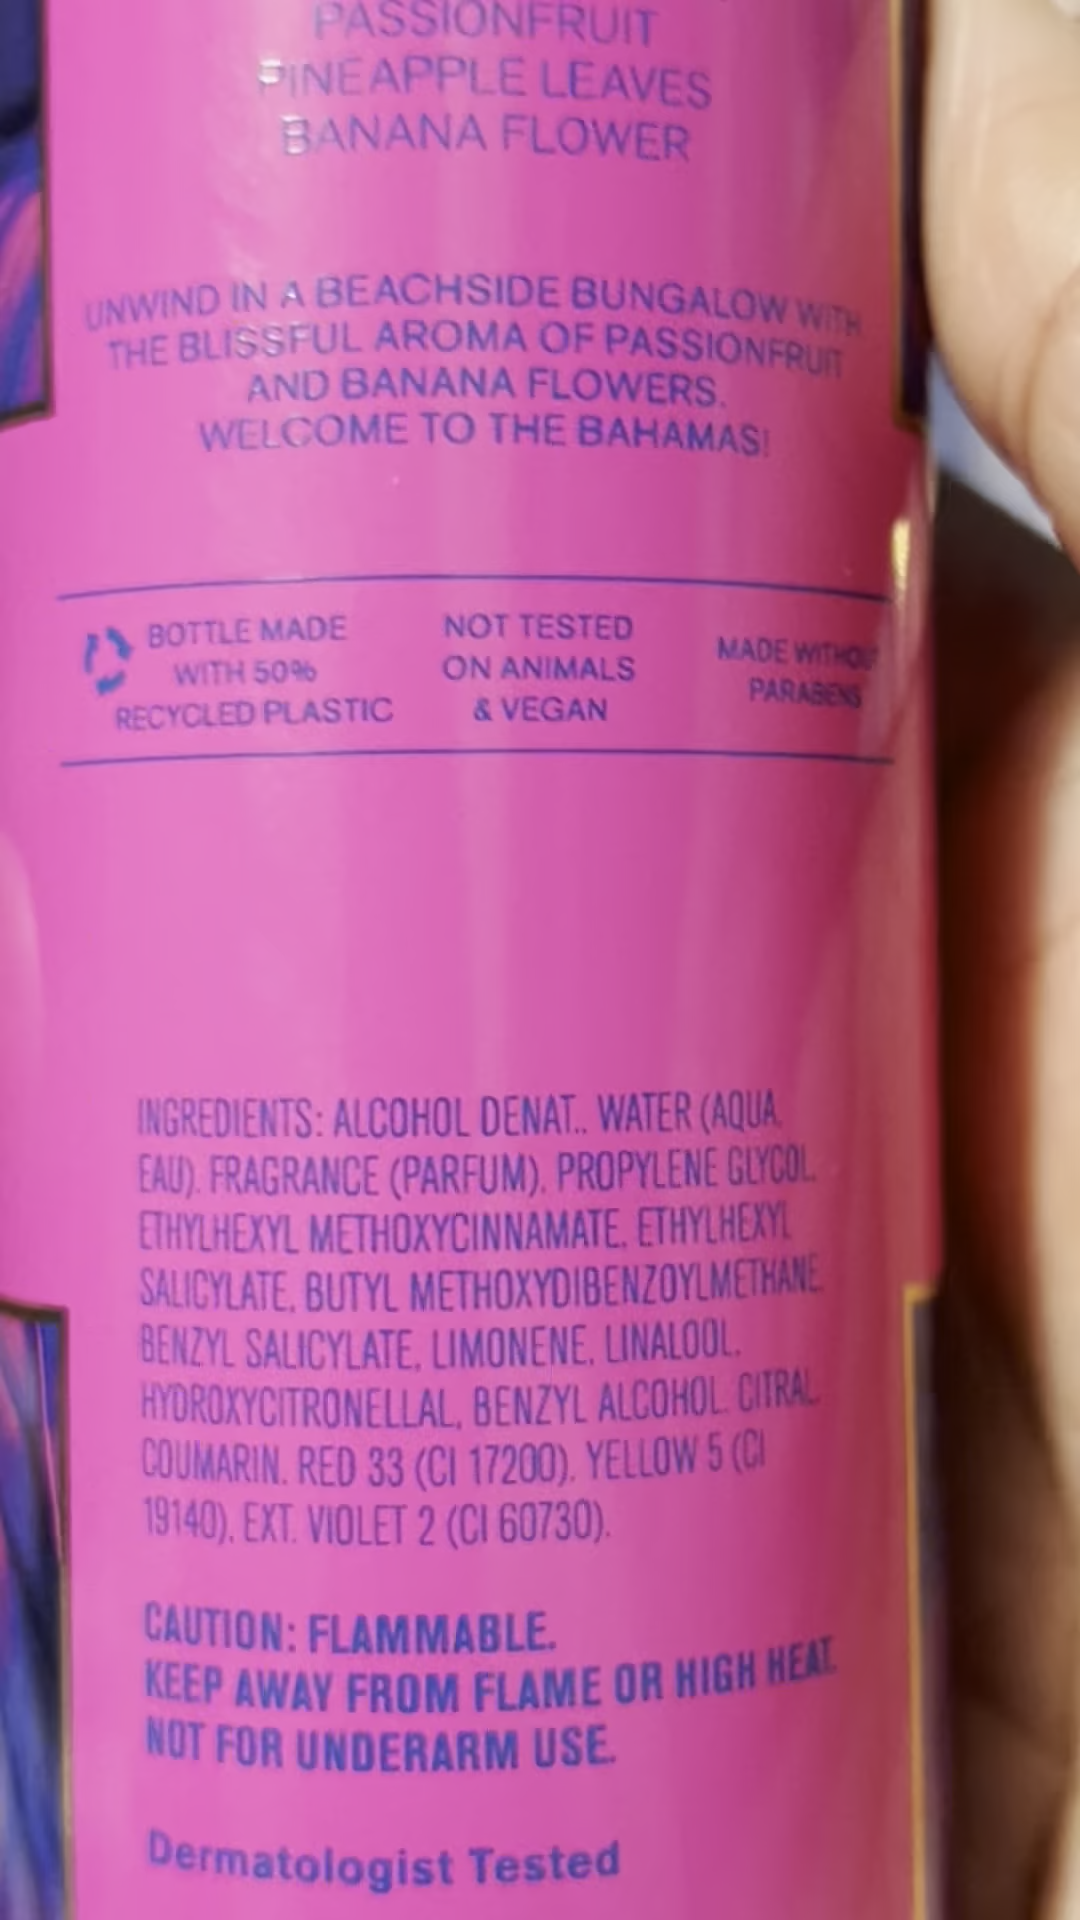 PASSIONFRUIT
PINEAPPLE LEAVES
BANANA FLOWER
UNWIND IN A BEACHSIDE BUNGALOW WITH
THE BLISSFUL AROMA OF PASSIONFRUIT
AND BANANA FLOWERS.
WELCOME TO THE BAHAMAS!
BOTTLE MADE
WITH 50%
RECYCLED PLASTIC
NOT TESTED
ON ANIMALS
& VEGAN
MADE WITHOUT
PARABENS
INGREDIENTS: ALCOHOL DENAT., WATER (AQUA,
EAU), FRAGRANCE (PARFUM), PROPYLENE GLYCOL,
ETHYLHEXYL METHOXYCINNAMATE, ETHYLHEXYL
SALICYLATE, BUTYL METHOXYDIBENZOYLMETHANE,
BENZYL SALICYLATE, LIMONENE, LINALOOL,
HYDROXYCITRONELLAL, BENZYL ALCOHOL, CITRAL,
COUMARIN, RED 33 (CI 17200), YELLOW 5 (CI
19140), EXT. VIOLET 2 (CI 60730).
CAUTION: FLAMMABLE.
KEEP AWAY FROM FLAME OR HIGH HEAT.
NOT FOR UNDERARM USE.
Dermatologist Tested